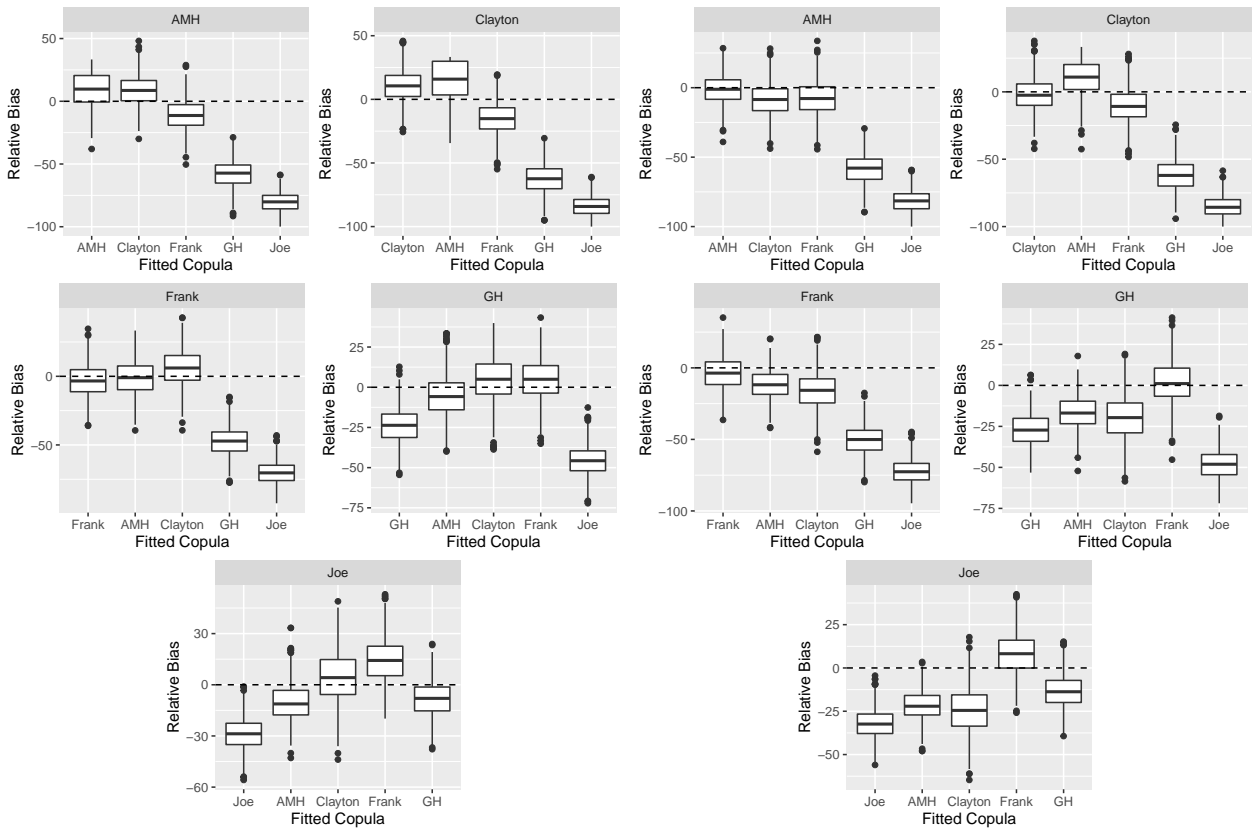 AMH
Relative Bias
50
0
−50
−100
AMH Clayton Frank GH Joe
Fitted Copula
Clayton
Relative Bias
50
0
−50
−100
Clayton AMH Frank GH Joe
Fitted Copula
AMH
Relative Bias
0
−50
−100
AMH Clayton Frank GH Joe
Fitted Copula
Clayton
Relative Bias
0
−50
−100
Clayton AMH Frank GH Joe
Fitted Copula
Frank
Relative Bias
0
−50
Frank AMH Clayton GH Joe
Fitted Copula
GH
Relative Bias
25
0
−25
−50
−75
GH AMH Clayton Frank Joe
Fitted Copula
Frank
Relative Bias
0
−50
−100
Frank AMH Clayton GH Joe
Fitted Copula
GH
Relative Bias
25
0
−25
−50
−75
GH AMH Clayton Frank Joe
Fitted Copula
Joe
Relative Bias
30
0
−30
−60
Joe AMH Clayton Frank GH
Fitted Copula
Joe
Relative Bias
25
0
−25
−50
Joe AMH Clayton Frank GH
Fitted Copula